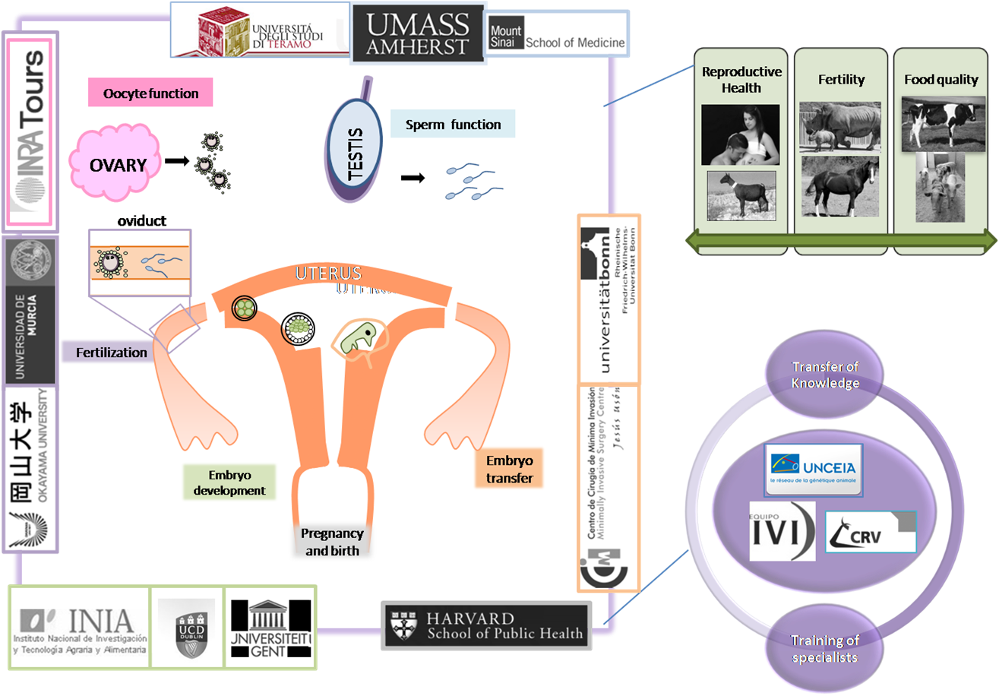 UNIVERSITÁ
DEGLI STUDI
DI TERAMO
UMASS
AMHERST
Mount
Sinai
School of Medicine
INRA Tours
Oocyte function
OVARY
TESTIS
Sperm function
Reproductive
Health
Fertility
Food quality
oviduct
UTERUS
UNIVERSIDAD DE
MURCIA
Fertilization
岡山大学
OKAYAMA UNIVERSITY
universitätbonn
Rheinische
Friedrich-Wilhelms-
Universität Bonn
Centro de Cirugía de Mínima Invasión
Minimally Invasive Surgery Centre
Jesús Usón
Embryo
development
Embryo
transfer
Pregnancy
and birth
INIA
Instituto Nacional de Investigación
y Tecnología Agraria y Alimentaria
UCD
DUBLIN
UNIVERSITEIT
GENT
HARVARD
School of Public Health
Transfer of
Knowledge
UNCEIA
le réseau de la génétique animale
EQUIPO
IVI
CRV
Training of
specialists